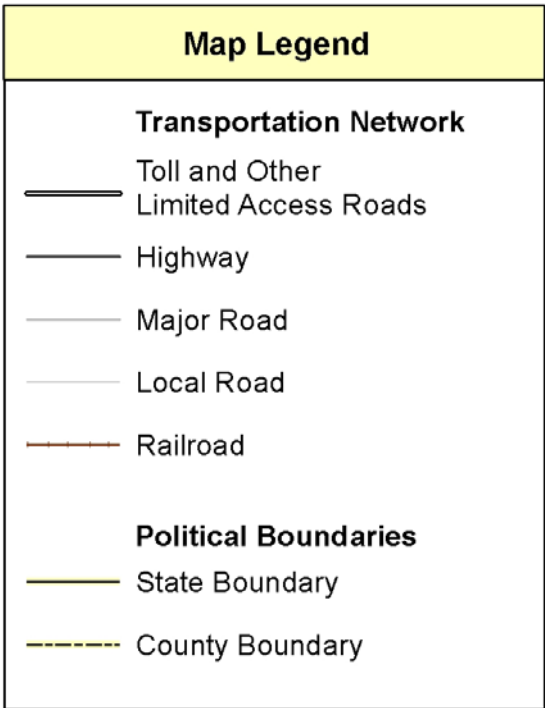 Map Legend
Transportation Network
Toll and Other
Limited Access Roads
Highway
Major Road
Local Road
Railroad
Political Boundaries
State Boundary
County Boundary